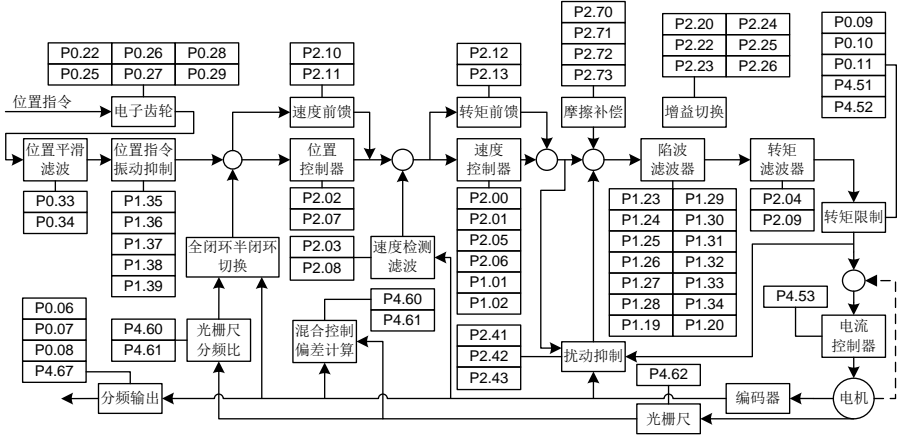 P0.22 P0.26 P0.28
P0.25 P0.27 P0.29
位置指令
电子齿轮
P2.10
P2.11
速度前馈
P2.12
P2.13
转矩前馈
P2.70
P2.71
P2.72
P2.73
摩擦补偿
P2.20 P2.24
P2.22 P2.25
P2.23 P2.26
增益切换
P0.09
P0.10
P0.11
P4.51
P4.52
位置平滑
滤波
P0.33
P0.34
位置指令
振动抑制
P1.35
P1.36
P1.37
P1.38
P1.39
位置
控制器
P2.02
P2.07
速度
控制器
P2.00
P2.01
P2.05
P2.06
P1.01
P1.02
陷波
滤波器
P1.23 P1.29
P1.24 P1.30
P1.25 P1.31
P1.26 P1.32
P1.27 P1.33
P1.28 P1.34
P1.19 P1.20
转矩
滤波器
P2.04
P2.09
转矩限制
全闭环半闭环
切换
P2.03
P2.08
速度检测
滤波
P0.06
P0.07
P0.08
P4.67
P4.60
P4.61
光栅尺
分频比
混合控制
偏差计算
P4.60
P4.61
P2.41
P2.42
P2.43
扰动抑制
P4.53
电流
控制器
P4.62
分频输出
编码器
电机
光栅尺